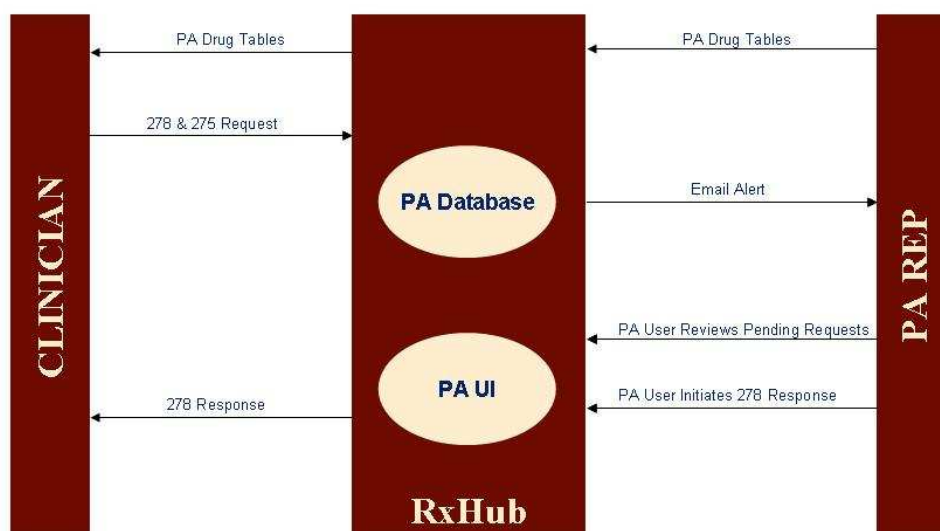 PA Drug Tables
PA Drug Tables
278 & 275 Request
PA Database
Email Alert
CLINICIAN
PA REP
PA User Reviews Pending Requests
PA UI
278 Response
PA User Initiates 278 Response
RxHub